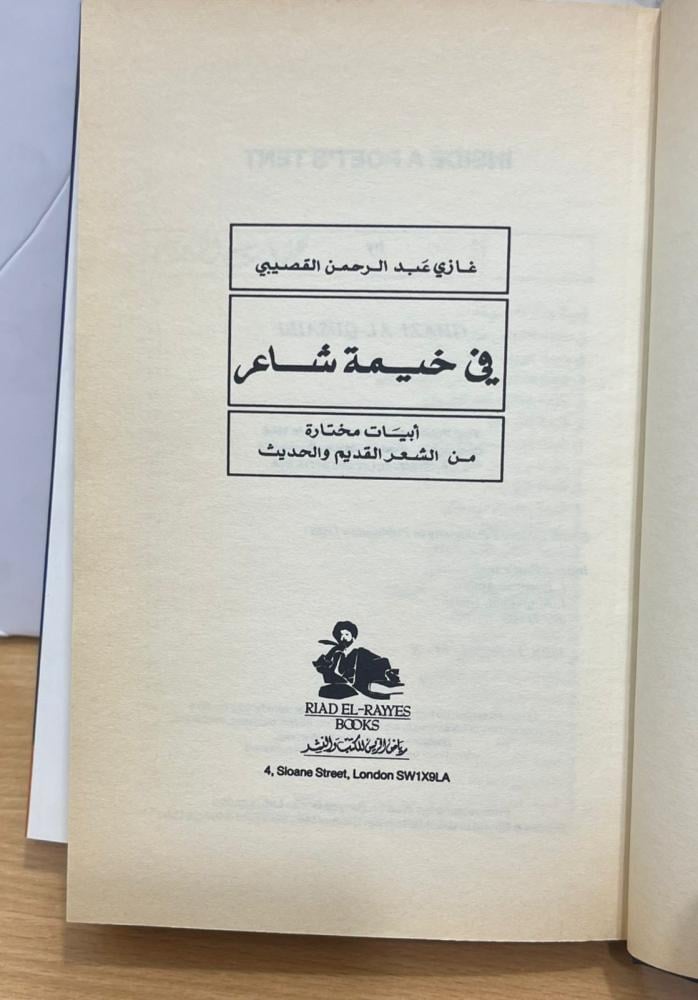 غازي عبد الرحمن القصيبي
في خيمة شاعر
أبيات مختارة
من الشعر القديم والحديث
RIAD EL-RAYYES
BOOKS
رياض الريس للكتب والنشر
4, Sloane Street, London SW1X9LA